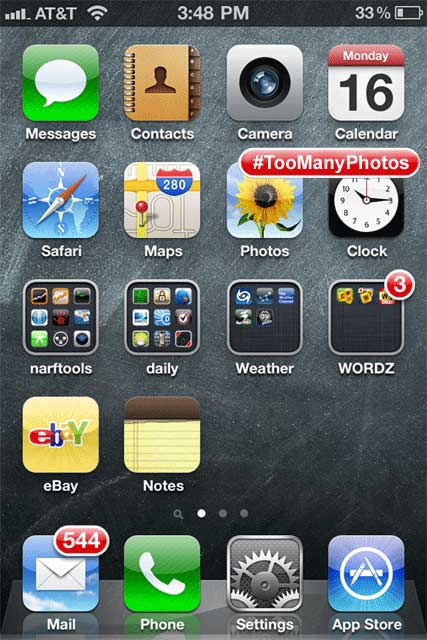 AT&T 3:48 PM 33%
Monday
16
Messages Contacts Camera Calendar
#TooManyPhotos
280
Safari Maps Photos Clock
3
narftools daily Weather WORDZ
ebaY
eBay Notes
544
Mail Phone Settings App Store